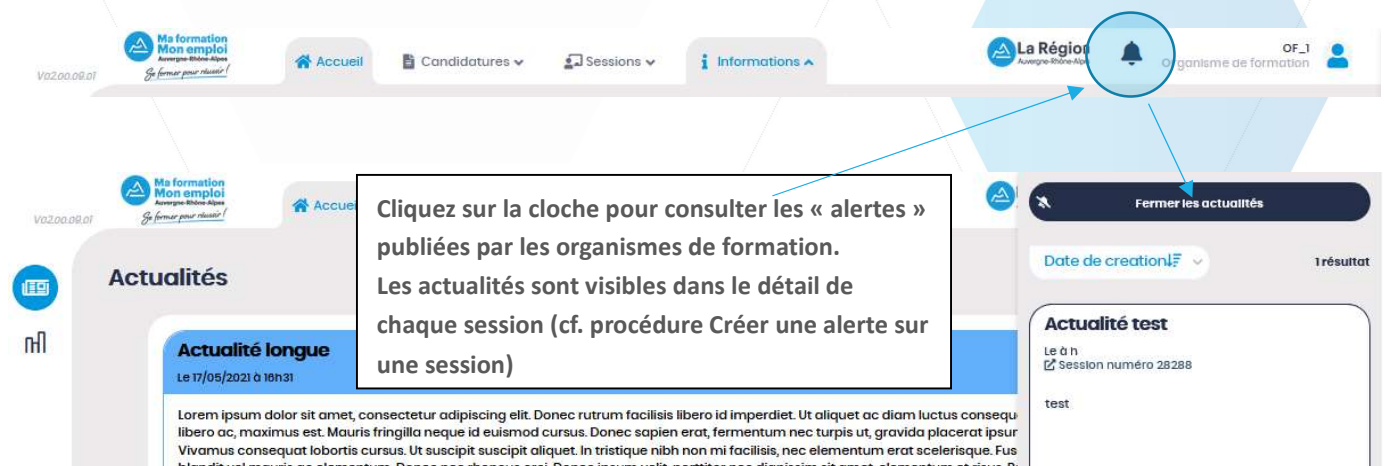 Ma formation
Mon emploi
Auvergne-Rhône-Alpes
Se former pour réussir !
V02.00.09.01
Accueil
Candidatures
Sessions
Informations
La Région
Auvergne-Rhône-Alpes
OF_1
Organisme de formation
Ma formation
Mon emploi
Auvergne-Rhône-Alpes
Se former pour réussir !
V02.00.09.01
Accuei
Cliquez sur la cloche pour consulter les « alertes »
publiées par les organismes de formation.
Les actualités sont visibles dans le détail de
chaque session (cf. procédure Créer une alerte sur
une session)
Fermer les actualités
Date de creation
1 résultat
Actualités
Actualité longue
Le 17/05/2021 à 16h31
Lorem ipsum dolor sit amet, consectetur adipiscing elit. Donec rutrum facilisis libero id imperdiet. Ut aliquet ac diam luctus consequ
libero ac, maximus est. Mauris fringilla neque id euismod cursus. Donec sapien erat, fermentum nec turpis ut, gravida placerat ipsur
Vivamus consequat lobortis cursus. Ut suscipit suscipit aliquet. In tristique nibh non mi facilisis, nec elementum erat scelerisque. Fus
Actualité test
Le à h
Session numéro 28288
test